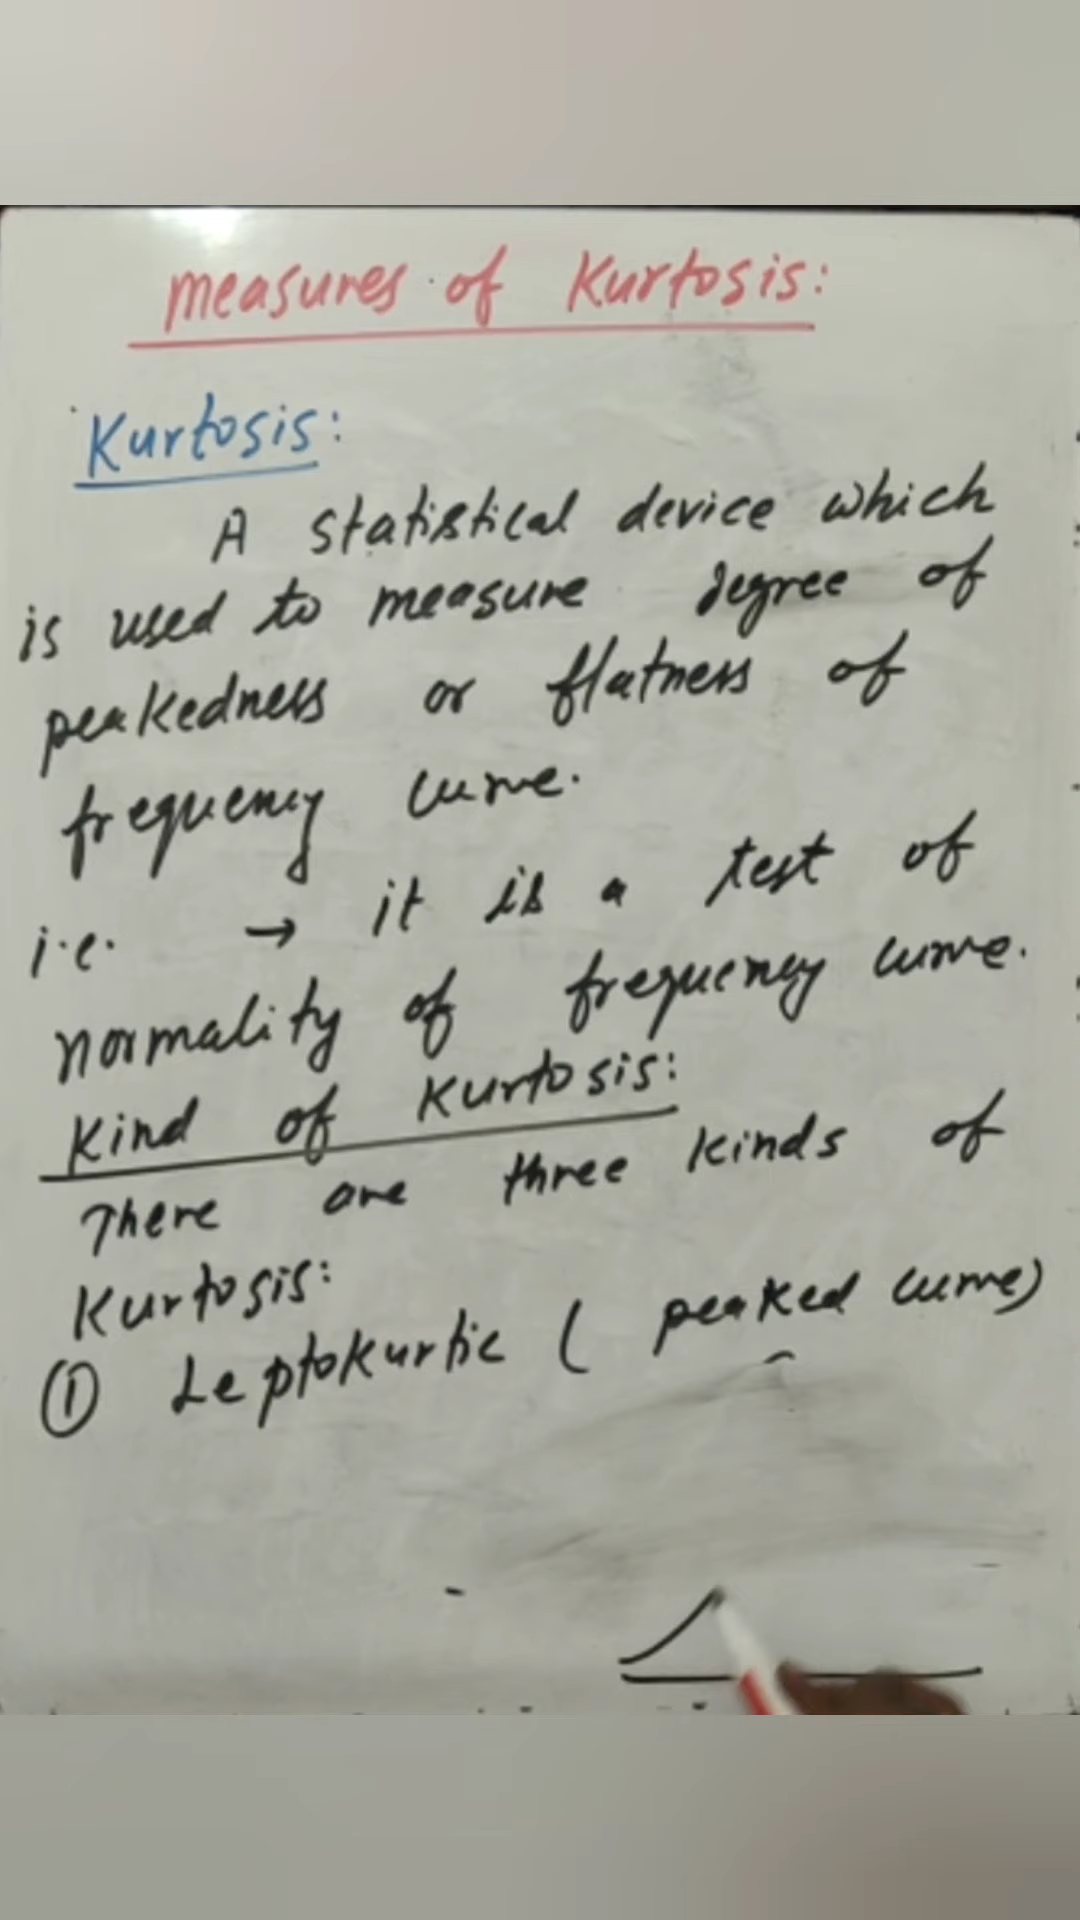 measures of Kurtosis:
Kurtosis:
A statistical device which
is used to measure degree of
peakedness or flatness of
frequency curve.
i.e. → it is a test of
normality of frequency curve.
Kind of Kurtosis:
There are three kinds of
Kurtosis:
① Leptokurtic ( peaked curve)